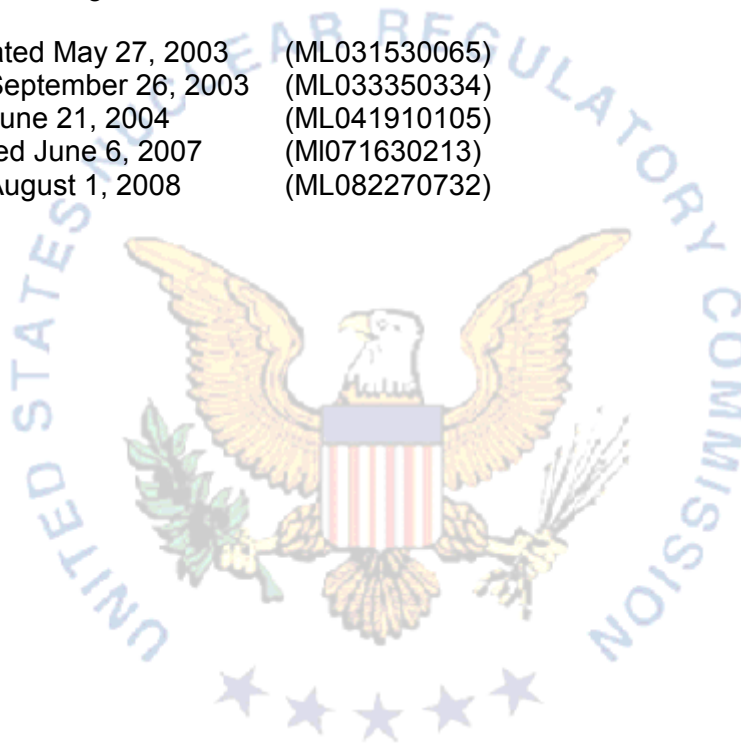 ated May 27, 2003 (ML031530065)
September 26, 2003 (ML033350334)
une 21, 2004 (ML041910105)
ed June 6, 2007 (Ml071630213)
August 1, 2008 (ML082270732)
UNITED STATES NUCLEAR REGULATORY COMMISSION